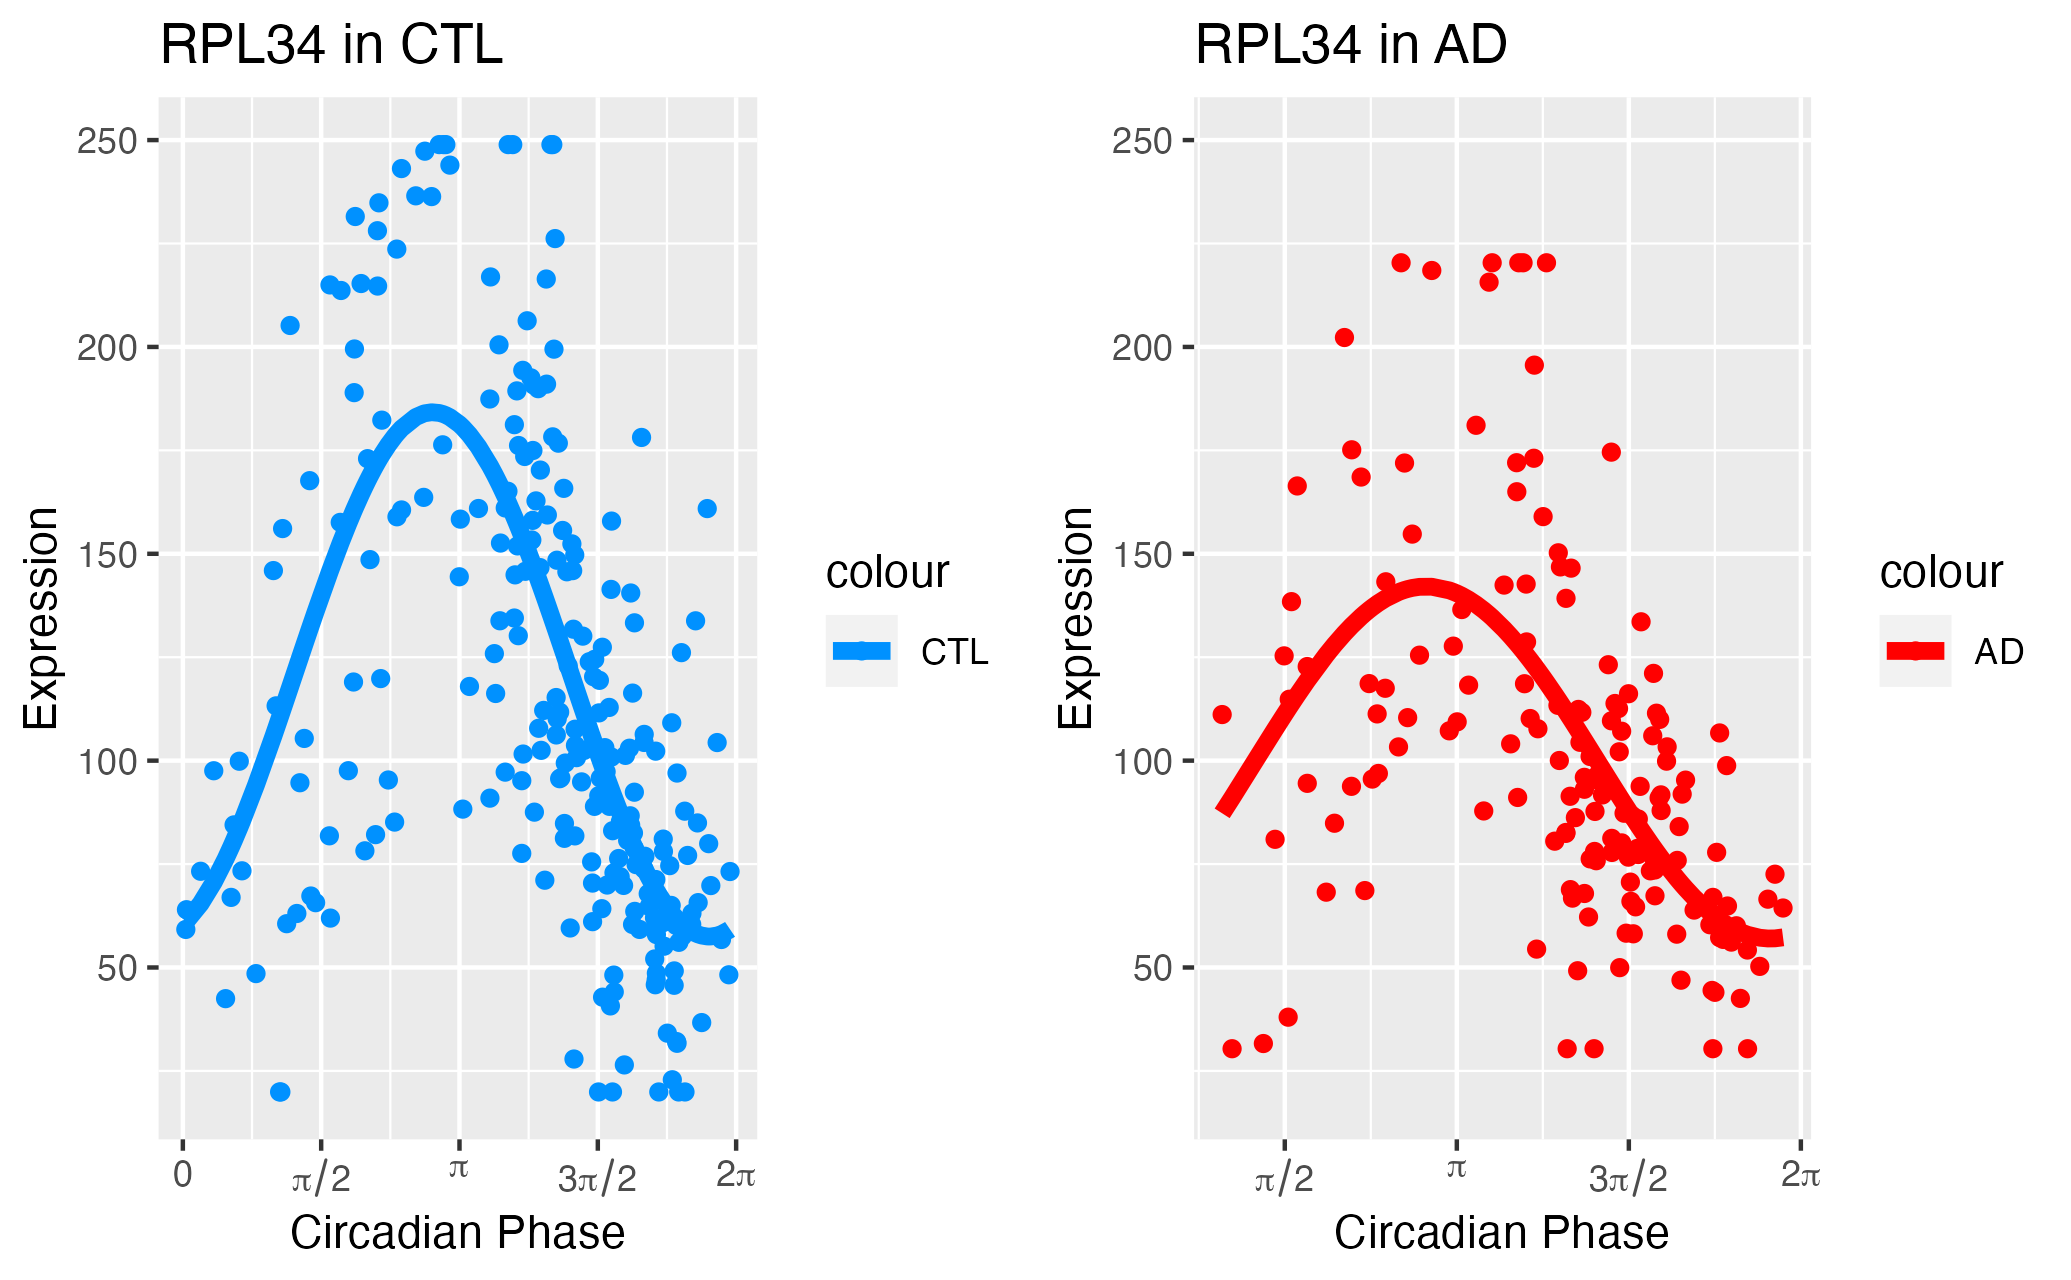 RPL34 in CTL
250
200
150
100
50
Expression
0
π/2
π
3π/2
2π
Circadian Phase
colour
CTL
RPL34 in AD
250
200
150
100
50
Expression
π/2
π
3π/2
2π
Circadian Phase
colour
AD